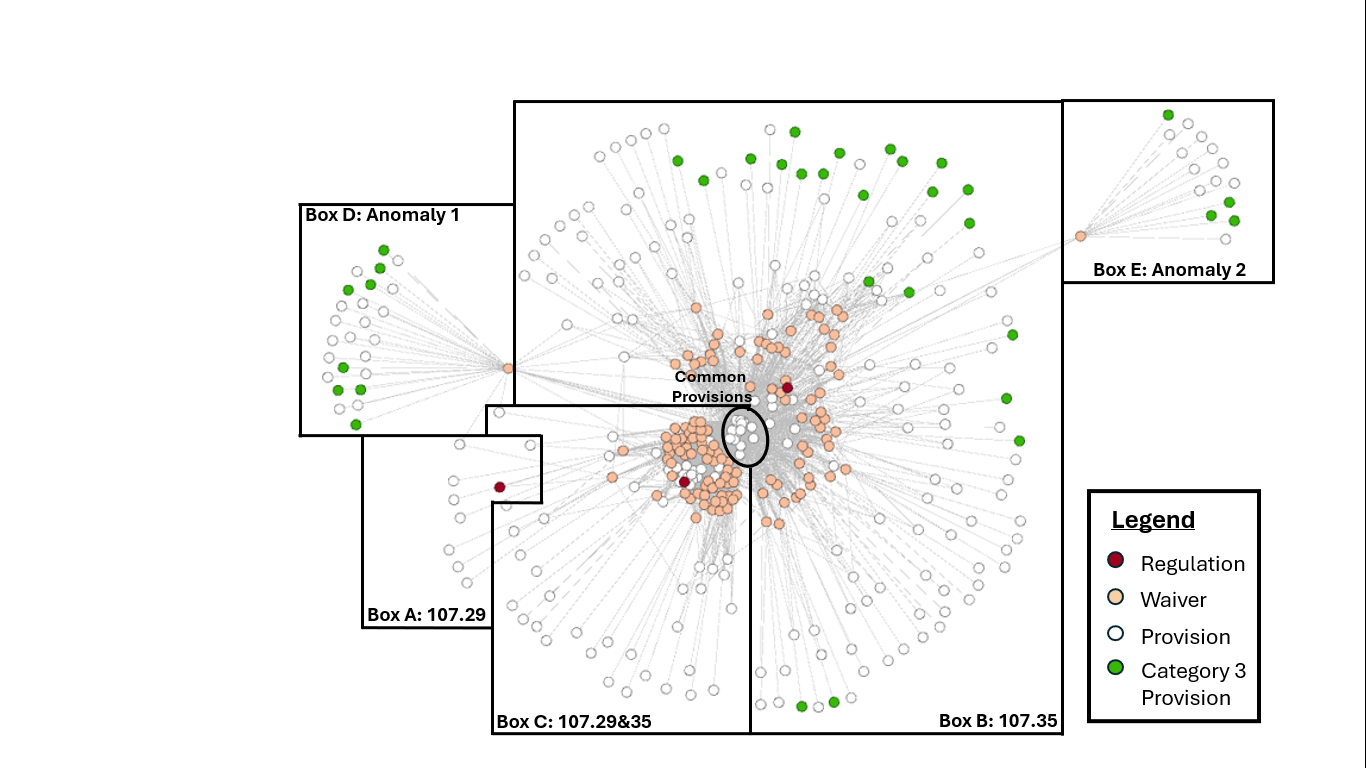 Box D: Anomaly 1
Box E: Anomaly 2
Common
Provisions
Box A: 107.29
Box C: 107.29&35
Box B: 107.35
Legend
Regulation
Waiver
Provision
Category 3
Provision